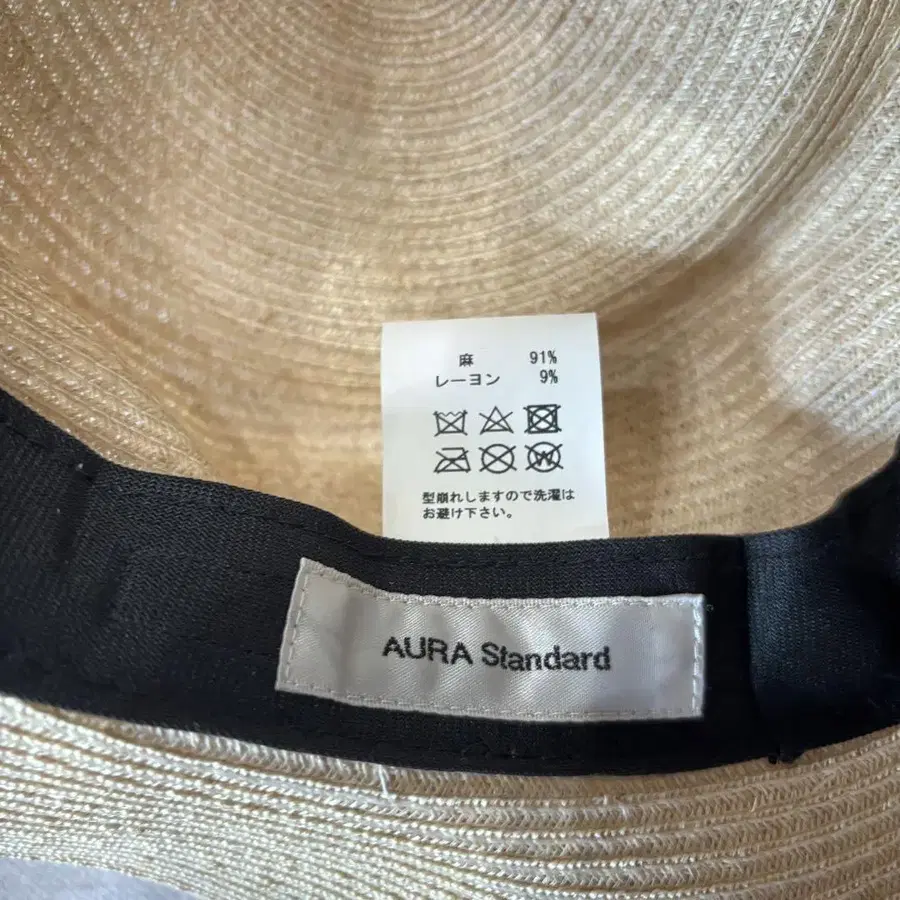 麻 91%
レーヨン 9%
型崩れしますので洗濯は
お避け下さい。
AURA Standard